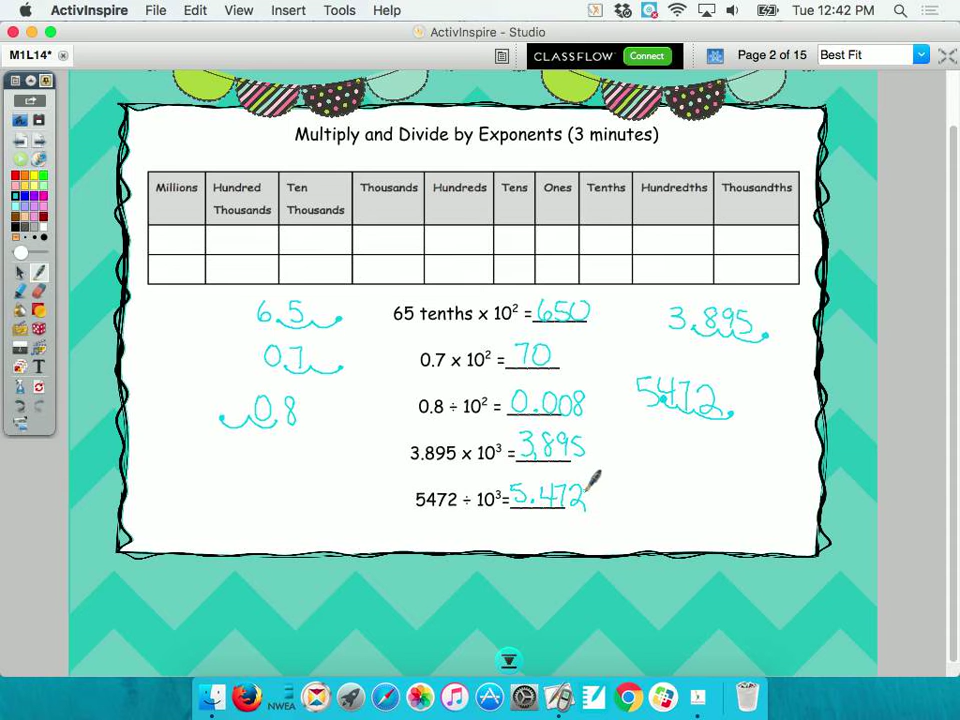 ActivInspire File Edit View Insert Tools Help Tue 12:42 PM
ActivInspire - Studio
M1L14* CLASSFLOW Connect Page 2 of 15 Best Fit
Multiply and Divide by Exponents (3 minutes)
Millions Hundred Thousands Ten Thousands Thousands Hundreds Tens Ones Tenths Hundredths Thousandths
6.5 65 tenths x 10² = 650 3.895
0.7 0.7 x 10² = 70
0.8 0.8 ÷ 10² = 0.008 5472
3.895 x 10³ = 3,895
5472 ÷ 10³= 5.472
NWEA